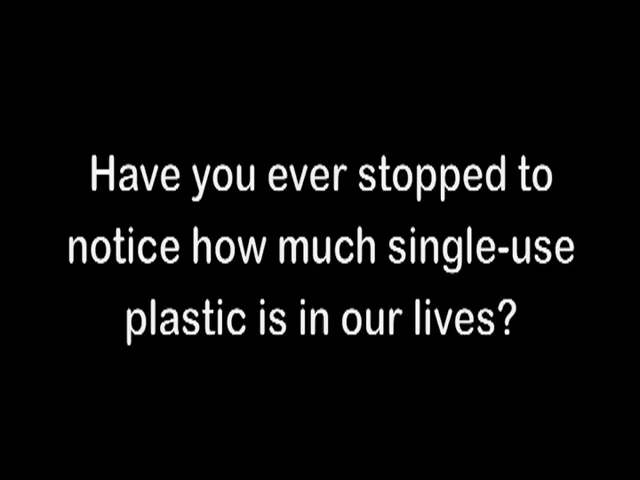 Have you ever stopped to
notice how much single-use
plastic is in our lives?